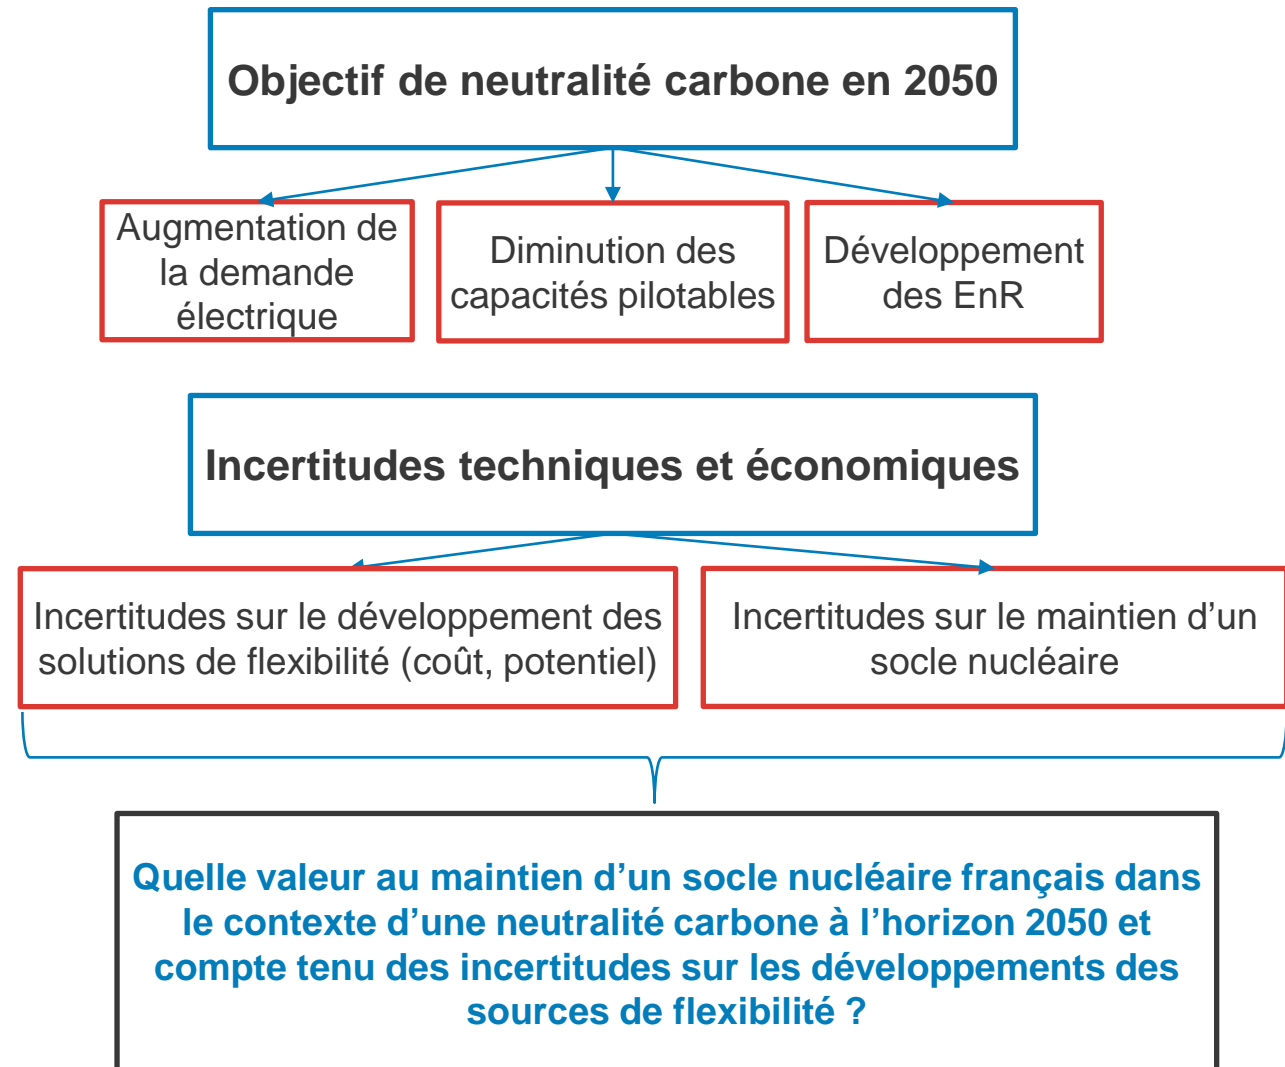 Objectif de neutralité carbone en 2050
Augmentation de
la demande
électrique
Diminution des
capacités pilotables
Développement
des EnR
Incertitudes techniques et économiques
Incertitudes sur le développement des
solutions de flexibilité (coût, potentiel)
Incertitudes sur le maintien d’un
socle nucléaire
Quelle valeur au maintien d’un socle nucléaire français dans
le contexte d’une neutralité carbone à l’horizon 2050 et
compte tenu des incertitudes sur les développements des
sources de flexibilité ?